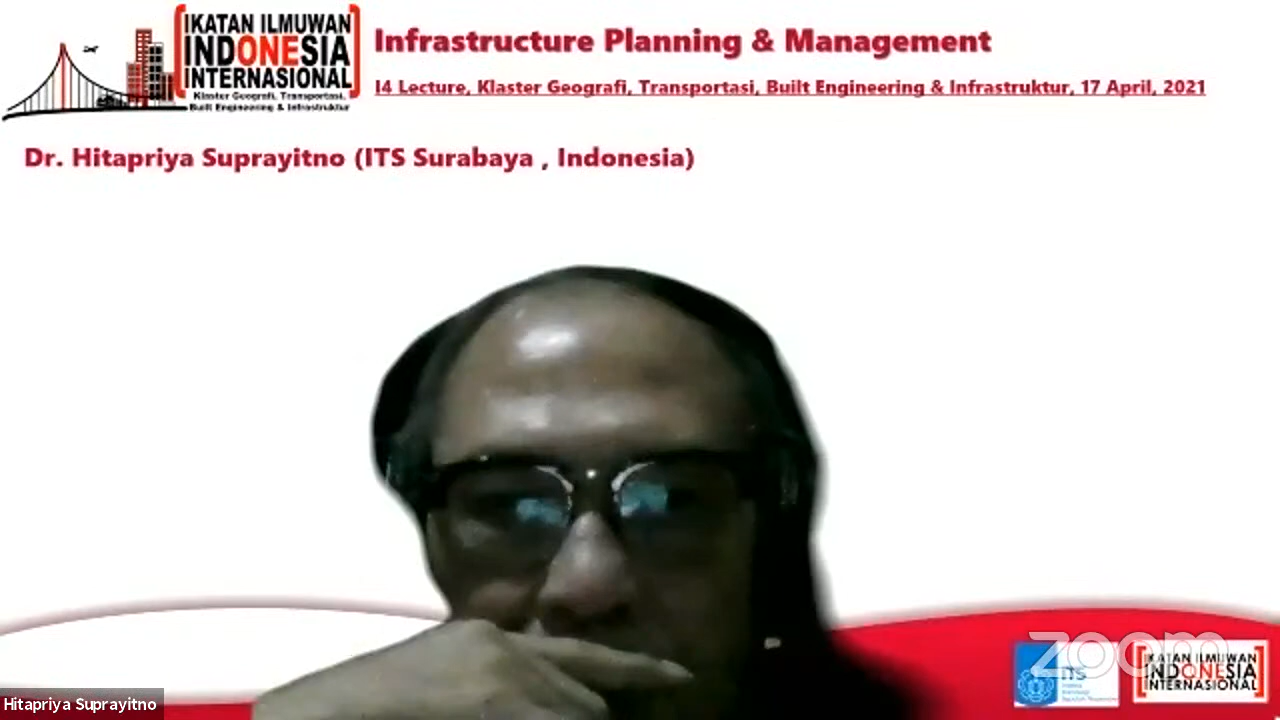 IKATAN ILMUWAN
INDONESIA
INTERNASIONAL
Klaster Geografi, Transportasi,
Built Engineering & Infrastruktur
Infrastructure Planning & Management
I4 Lecture, Klaster Geografi, Transportasi, Built Engineering & Infrastruktur, 17 April, 2021
Dr. Hitapriya Suprayitno (ITS Surabaya , Indonesia)
zoom
ITS
IKATAN ILMUWAN
INDONESIA
INTERNASIONAL
Hitapriya Suprayitno